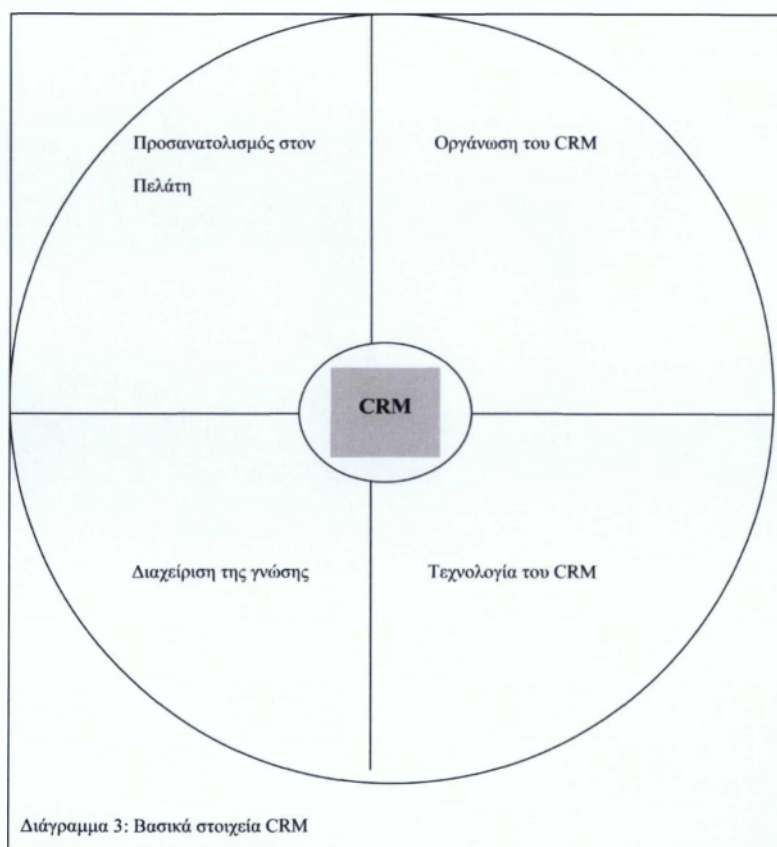 Προσανατολισμός στον
Πελάτη
Οργάνωση του CRM
CRM
Διαχείριση της γνώσης
Τεχνολογία του CRM
Διάγραμμα 3: Βασικά στοιχεία CRM